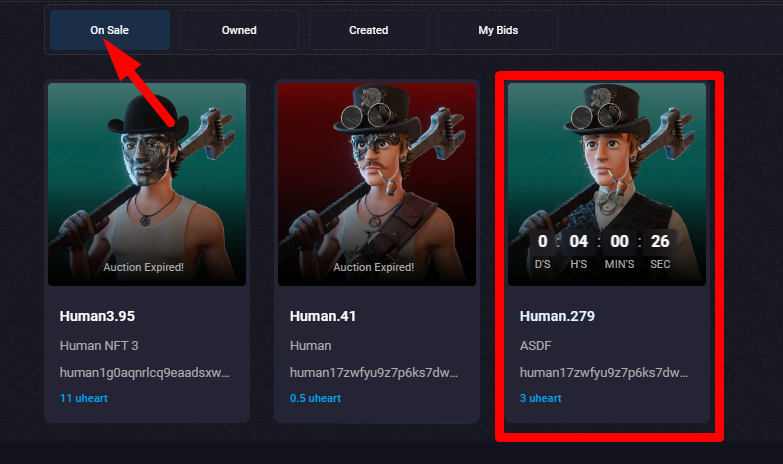 On Sale
Owned
Created
My Bids
Auction Expired!
Human3.95
Human NFT 3
human1g0aqnrlcq9eaadsxw...
11 uheart
Auction Expired!
Human.41
Human
human17zwfyu9z7p6ks7dw...
0.5 uheart
0 : 04 : 00 : 26
D'S H'S MIN'S SEC
Human.279
ASDF
human17zwfyu9z7p6ks7dw...
3 uheart